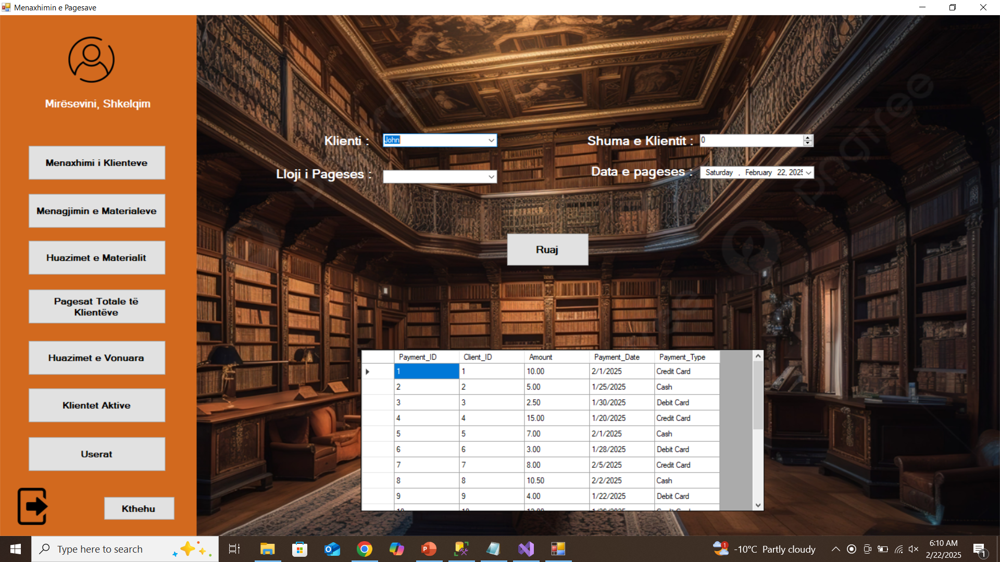 Menaxhimin e Pagesave
Mirësevini, Shkelqim
Menaxhimi i Klienteve
Menagjimin e Materialeve
Huazimet e Materialit
Pagesat Totale të
Klientëve
Huazimet e Vonuara
Klientet Aktive
Userat
Kthehu
Klienti :
John
Shuma e Klientit :
0
Lloji i Pageses :
Data e pageses :
Saturday , February 22, 2025
Ruaj
Payment_ID Client_ID Amount Payment_Date Payment_Type
1 1 10.00 2/1/2025 Credit Card
2 2 5.00 1/25/2025 Cash
3 3 2.50 1/30/2025 Debit Card
4 4 15.00 1/20/2025 Credit Card
5 5 7.00 2/1/2025 Cash
6 6 3.00 1/28/2025 Debit Card
7 7 8.00 2/5/2025 Credit Card
8 8 10.50 2/2/2025 Cash
9 9 4.00 1/22/2025 Debit Card
pngtree
Type here to search
1
-10°C Partly cloudy
6:10 AM
2/22/2025
1